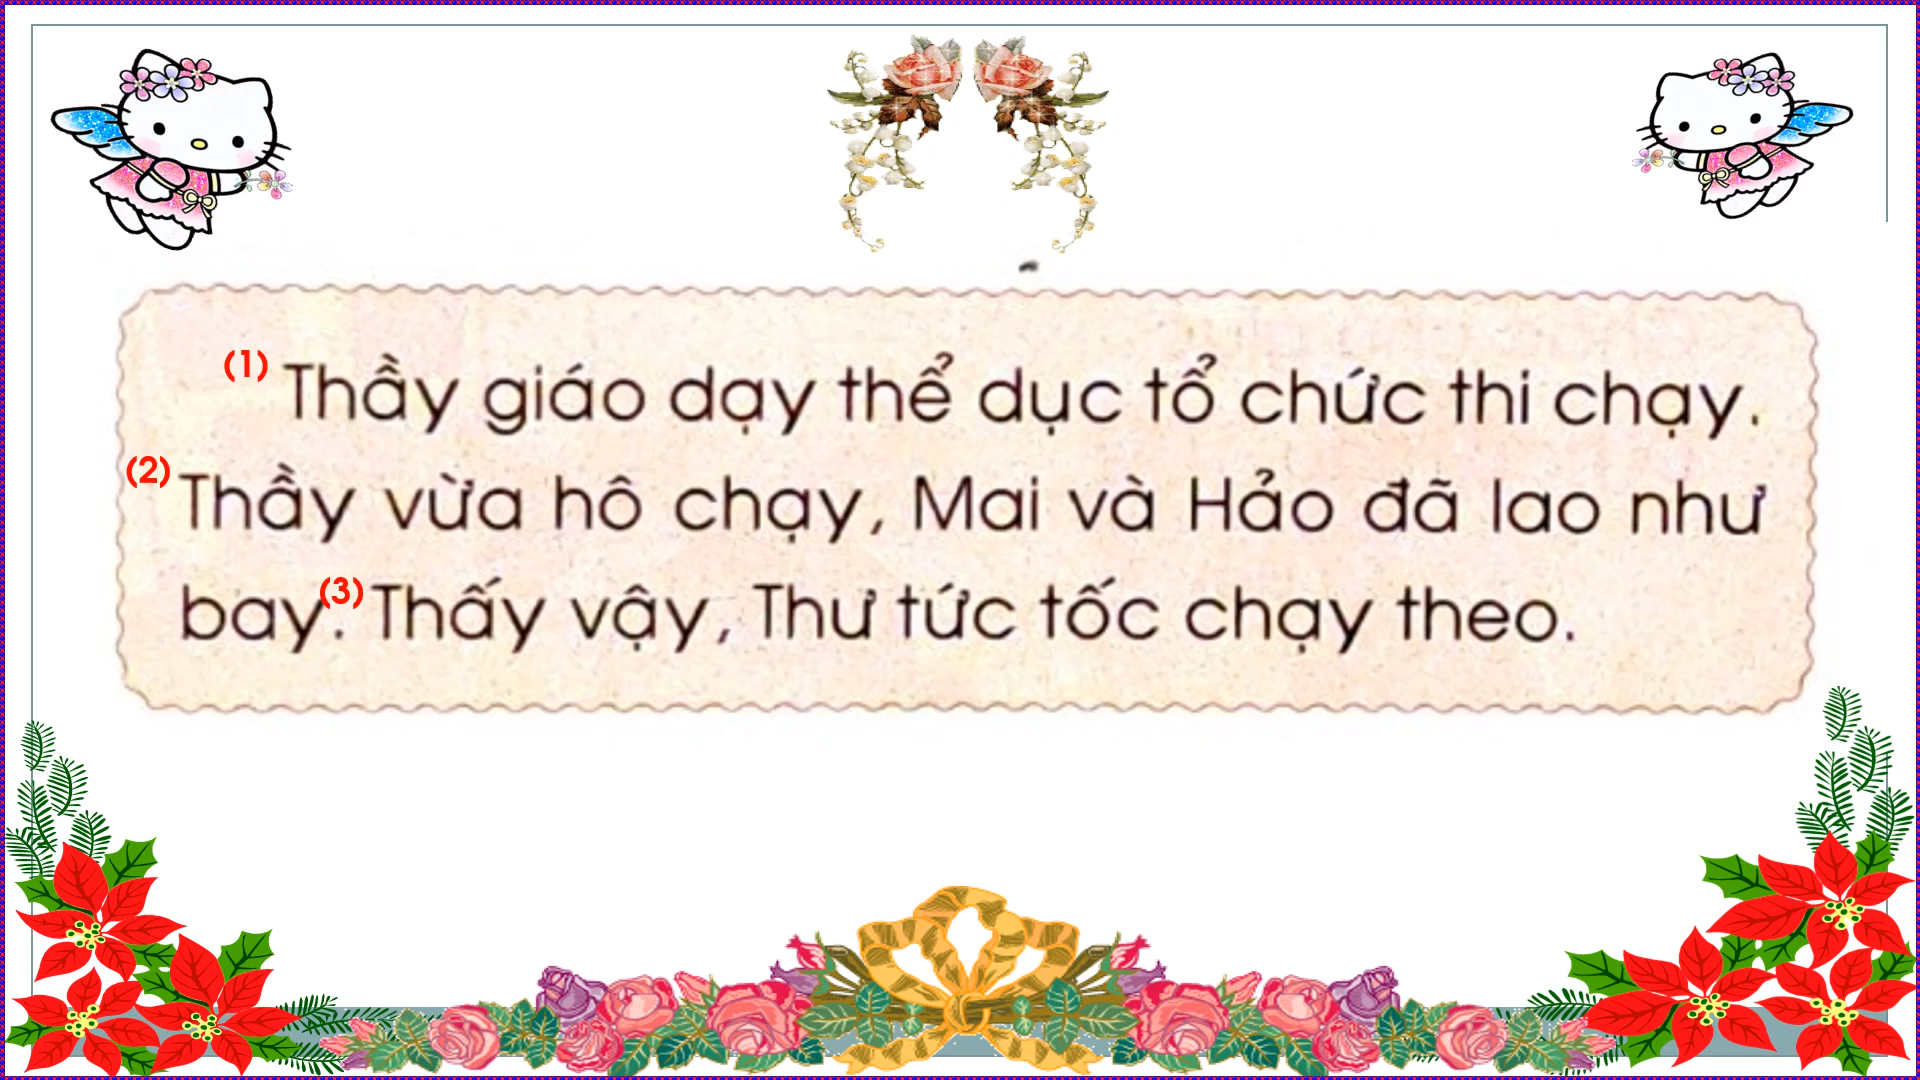 (1) Thầy giáo dạy thể dục tổ chức thi chạy.
(2) Thầy vừa hô chạy, Mai và Hảo đã lao như
bay. (3) Thấy vậy, Thư tức tốc chạy theo.